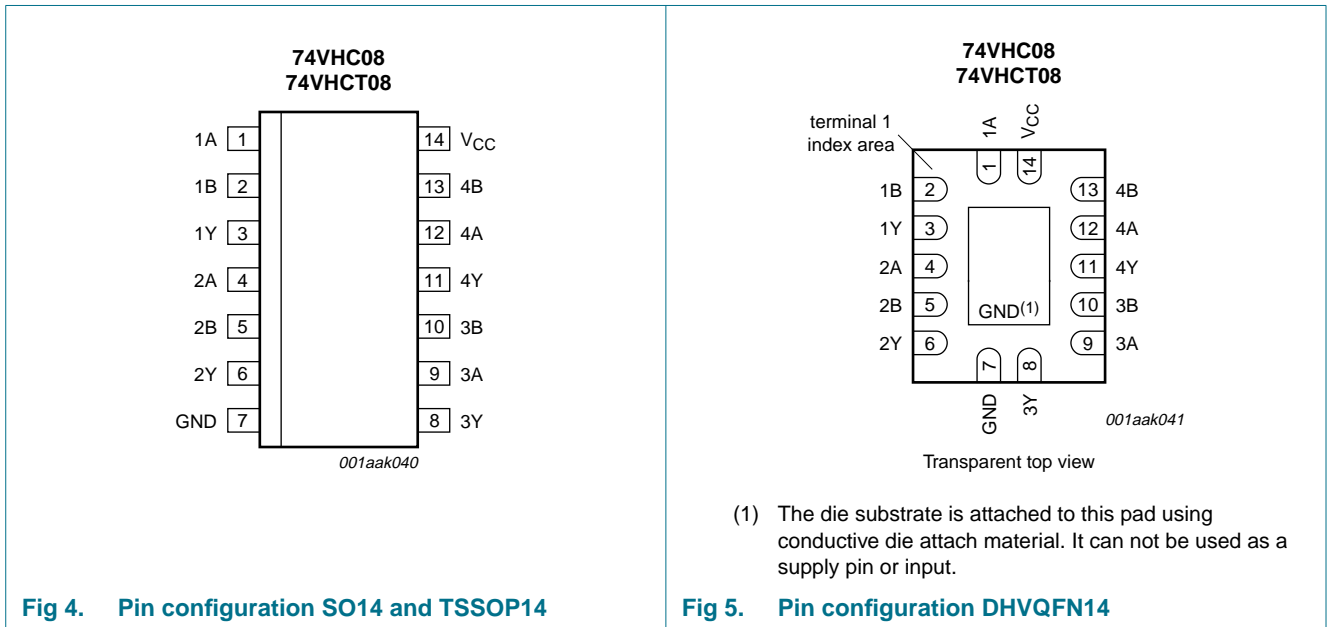 74VHC08
74VHCT08
1A 1 14 VCC
1B 2 13 4B
1Y 3 12 4A
2A 4 11 4Y
2B 5 10 3B
2Y 6 9 3A
GND 7 8 3Y
001aak040
Fig 4. Pin configuration SO14 and TSSOP14
74VHC08
74VHCT08
terminal 1
index area
1A VCC
1 14
1B 2 13 4B
1Y 3 12 4A
2A 4 11 4Y
2B 5 10 3B
GND(1)
2Y 6 9 3A
7 8
GND 3Y
001aak041
Transparent top view
(1) The die substrate is attached to this pad using
conductive die attach material. It can not be used as a
supply pin or input.
Fig 5. Pin configuration DHVQFN14